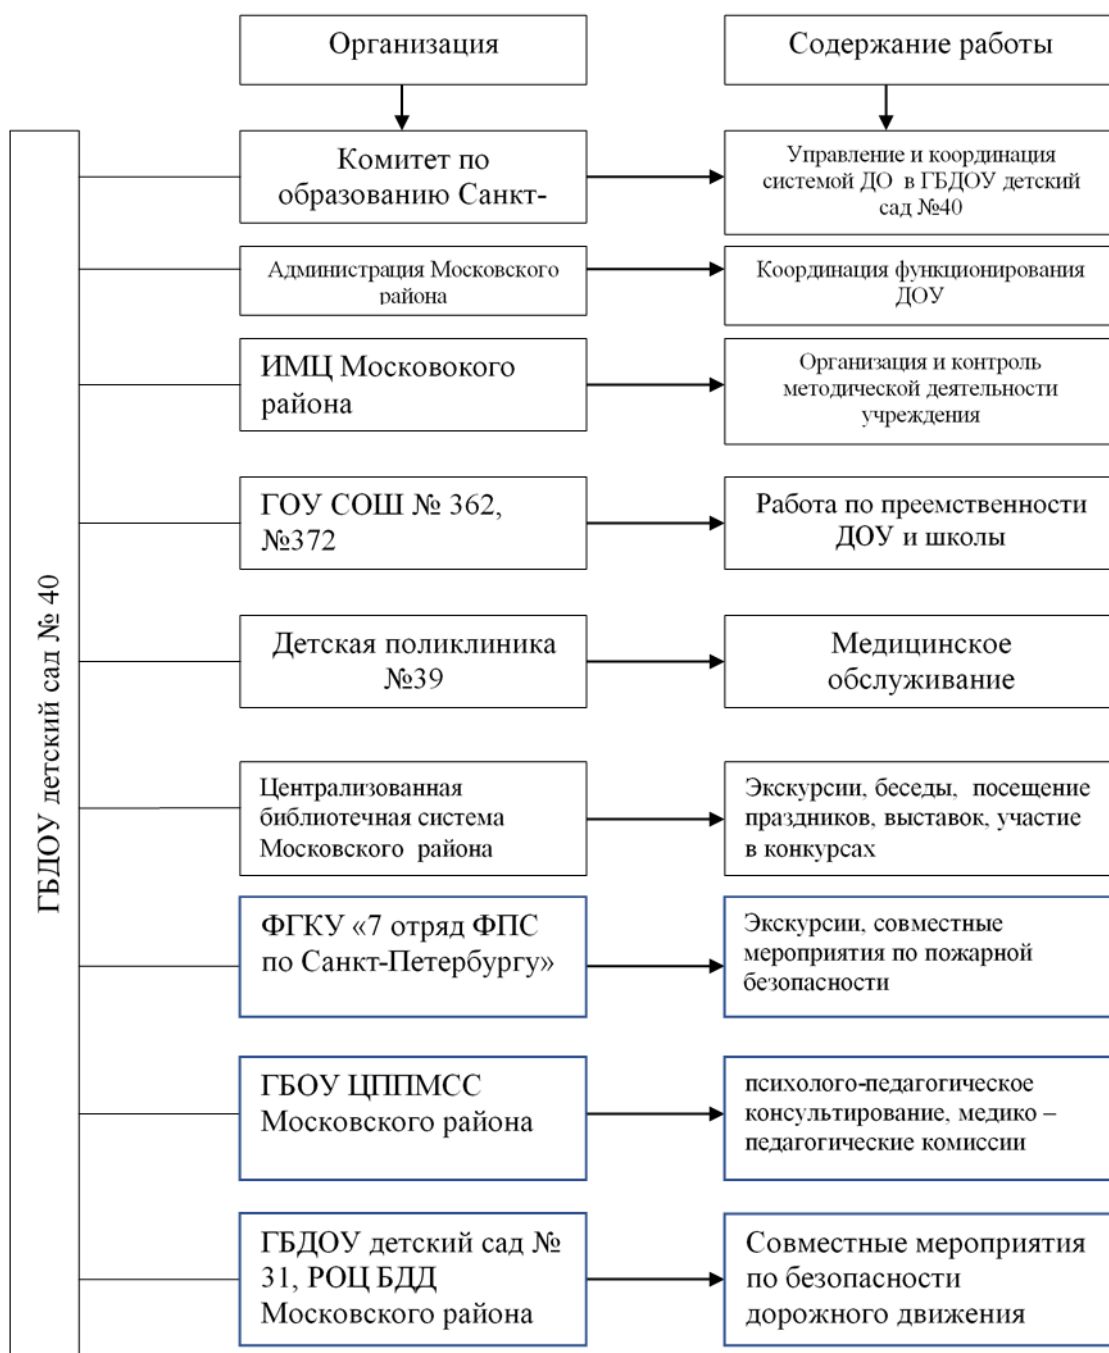 Организация
Содержание работы
ГБДОУ детский сад № 40
Комитет по
образованию Санкт-
Управление и координация
системой ДО в ГБДОУ детский
сад №40
Администрация Московского
района
Координация функционирования
ДОУ
ИМЦ Московокого
района
Организация и контроль
методической деятельности
учреждения
ГОУ СОШ № 362,
№372
Работа по преемственности
ДОУ и школы
Детская поликлиника
№39
Медицинское
обслуживание
Централизованная
библиотечная система
Московского района
Экскурсии, беседы, посещение
праздников, выставок, участие
в конкурсах
ФГКУ «7 отряд ФПС
по Санкт-Петербургу»
Экскурсии, совместные
мероприятия по пожарной
безопасности
ГБОУ ЦППМСС
Московского района
психолого-педагогическое
консультирование, медико –
педагогические комиссии
ГБДОУ детский сад №
31, РОЦ БДД
Московского района
Совместные мероприятия
по безопасности
дорожного движения